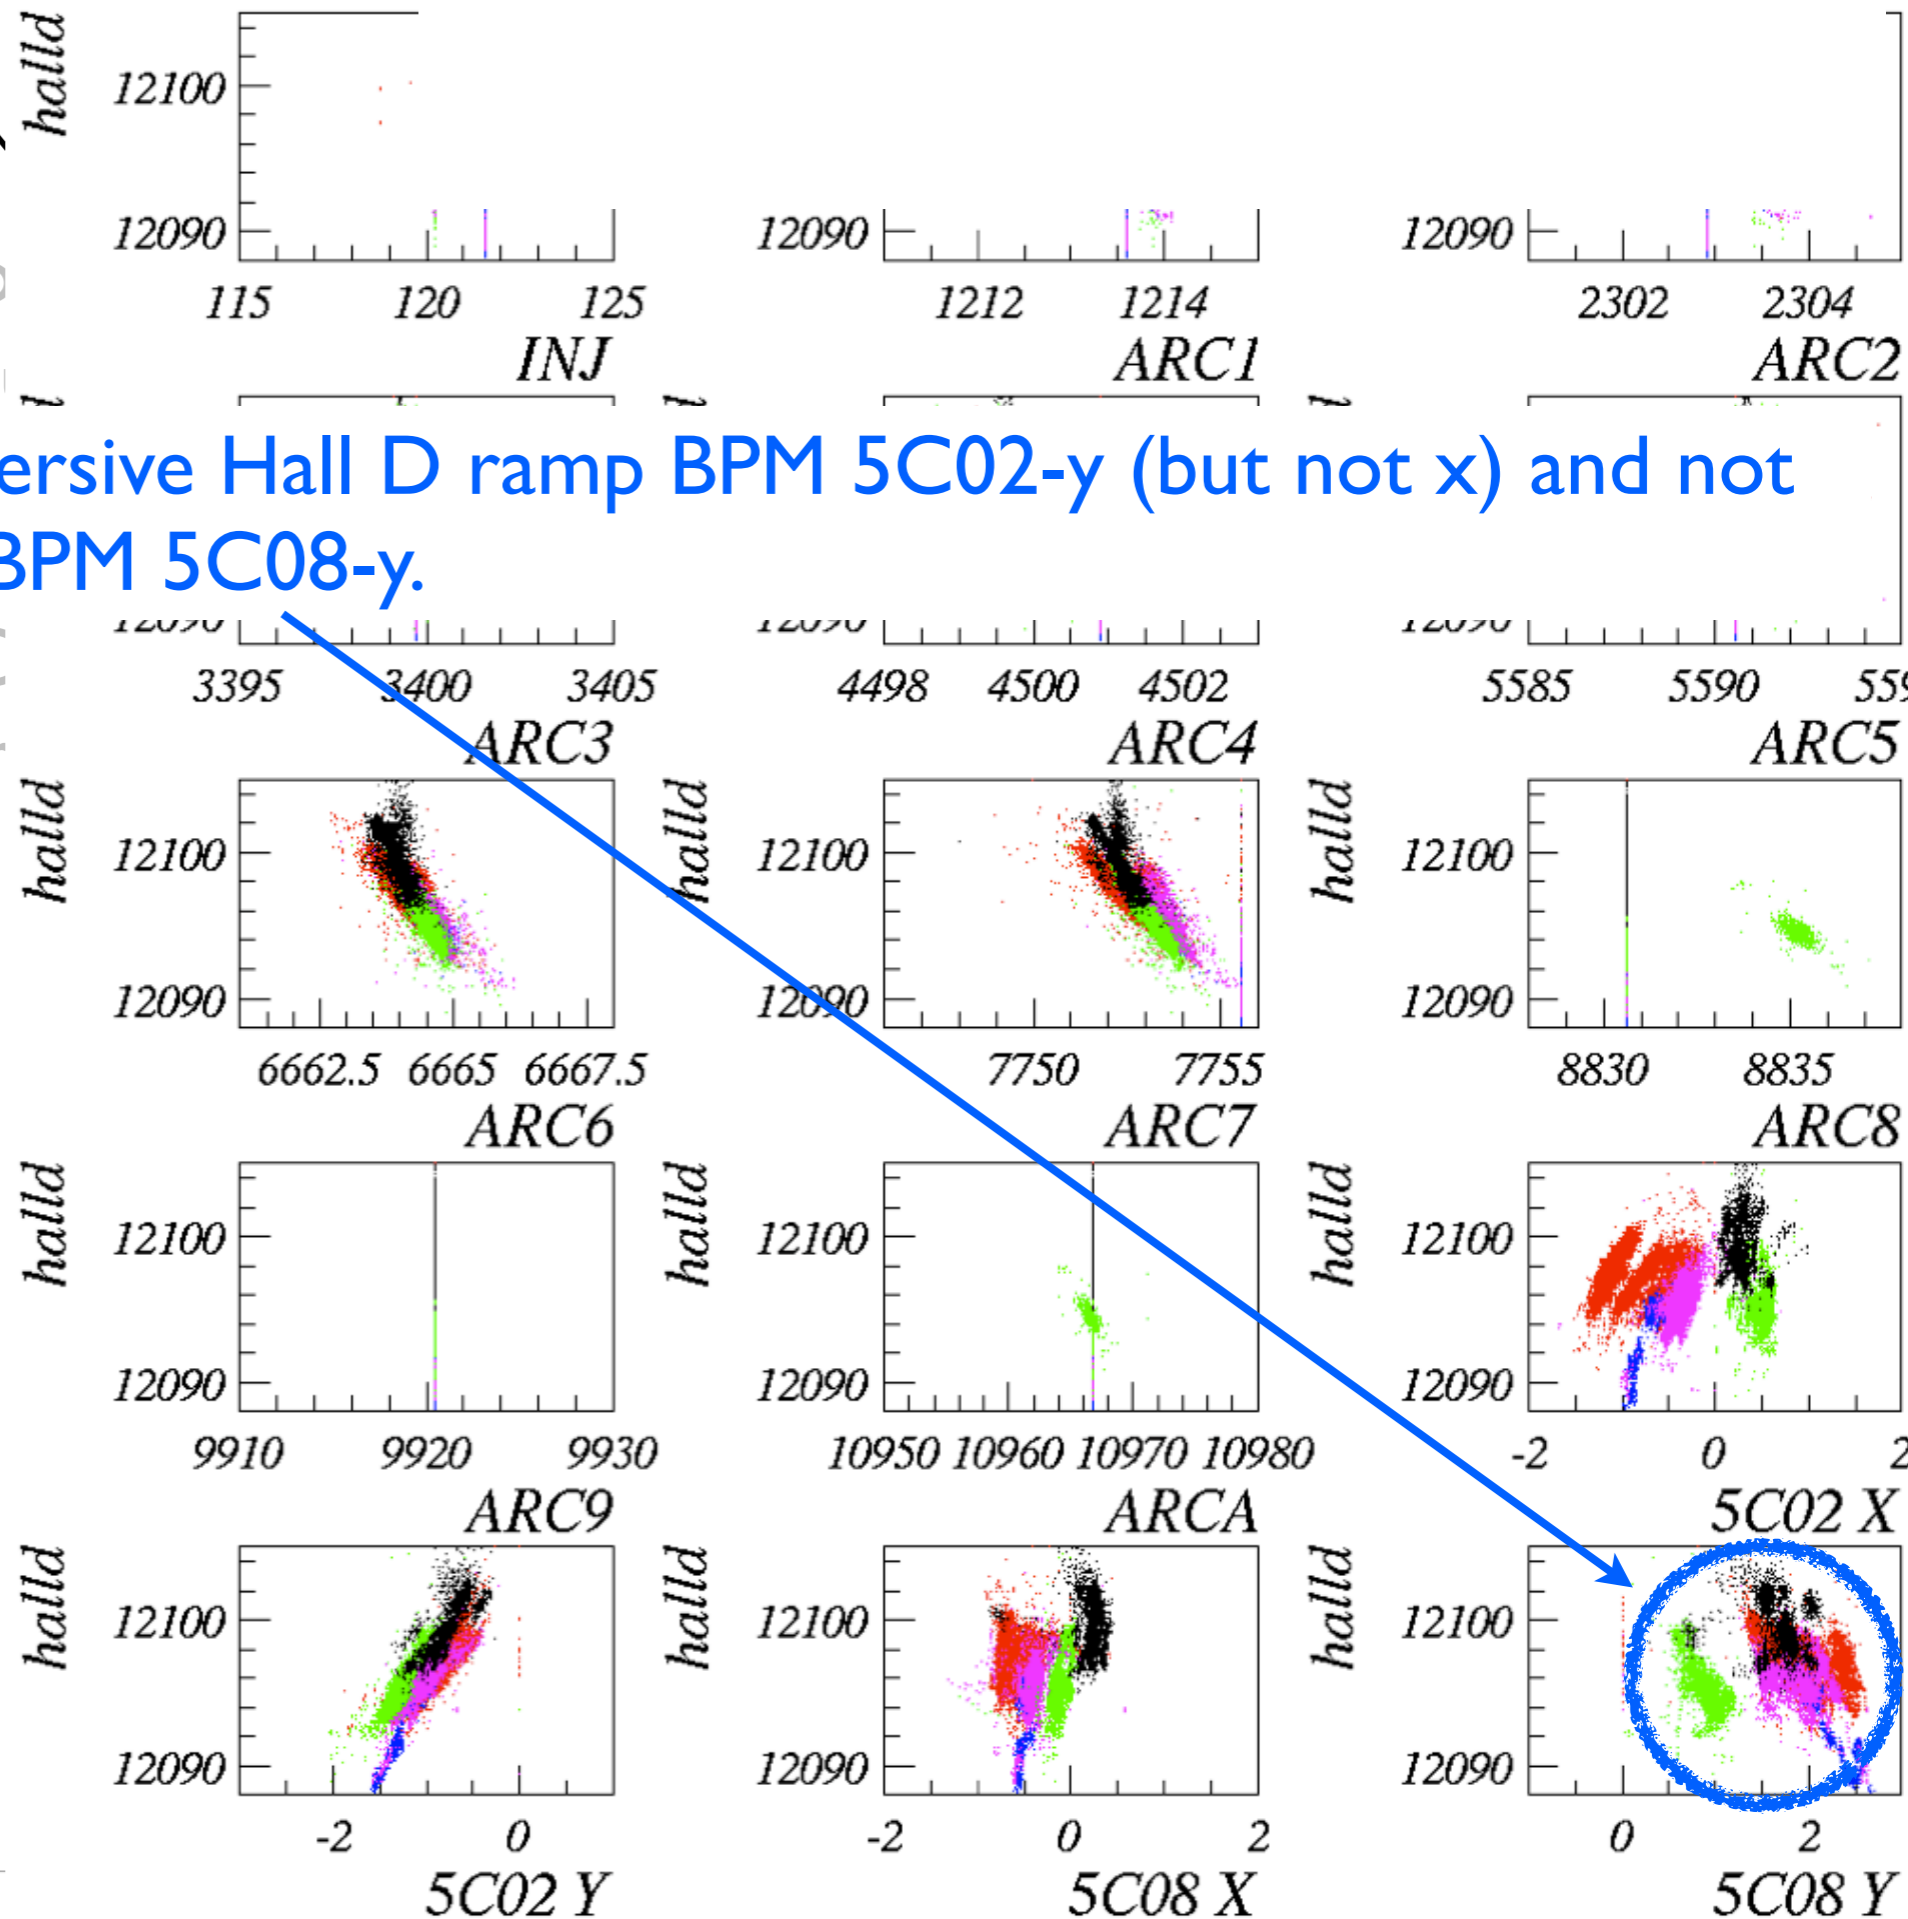 halld
12100
12090 12090 12090
115 120 125 1212 1214 2302 2304
INJ ARC1 ARC2
ersive Hall D ramp BPM 5C02-y (but not x) and not
BPM 5C08-y.
3395 3400 3405 4498 4500 4502 5585 5590
ARC3 ARC4 ARC5
halld halld halld
12100 12100 12100
12090 12090 12090
6662.5 6665 6667.5 7750 7755 8830 8835
ARC6 ARC7 ARC8
halld halld halld
12100 12100 12100
12090 12090 12090
9910 9920 9930 10950 10960 10970 10980 -2 0 2
ARC9 ARCA 5C02 X
halld halld halld
12100 12100 12100
12090 12090 12090
-2 0 -2 0 2 0 2
5C02 Y 5C08 X 5C08 Y